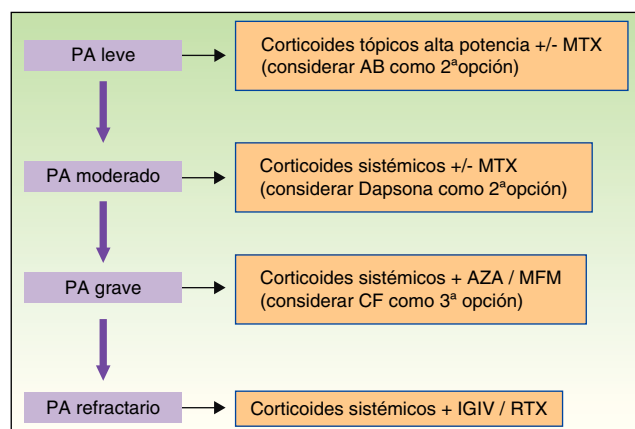 PA leve
Corticoides tópicos alta potencia +/- MTX
(considerar AB como 2ªopción)
PA moderado
Corticoides sistémicos +/- MTX
(considerar Dapsona como 2ªopción)
PA grave
Corticoides sistémicos + AZA / MFM
(considerar CF como 3ª opción)
PA refractario
Corticoides sistémicos + IGIV / RTX